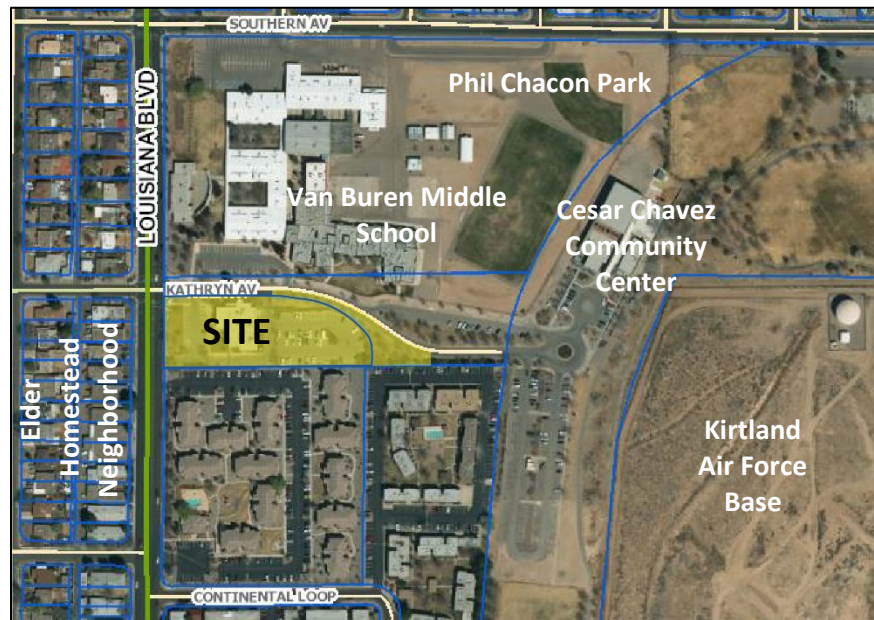 SOUTHERN AV
LOUISIANA BLVD
Phil Chacon Park
Van Buren Middle
School
Cesar Chavez
Community
Center
KATHRYN AV
SITE
Elder
Homestead
Neighborhood
Kirtland
Air Force
Base
CONTINENTAL LOOP